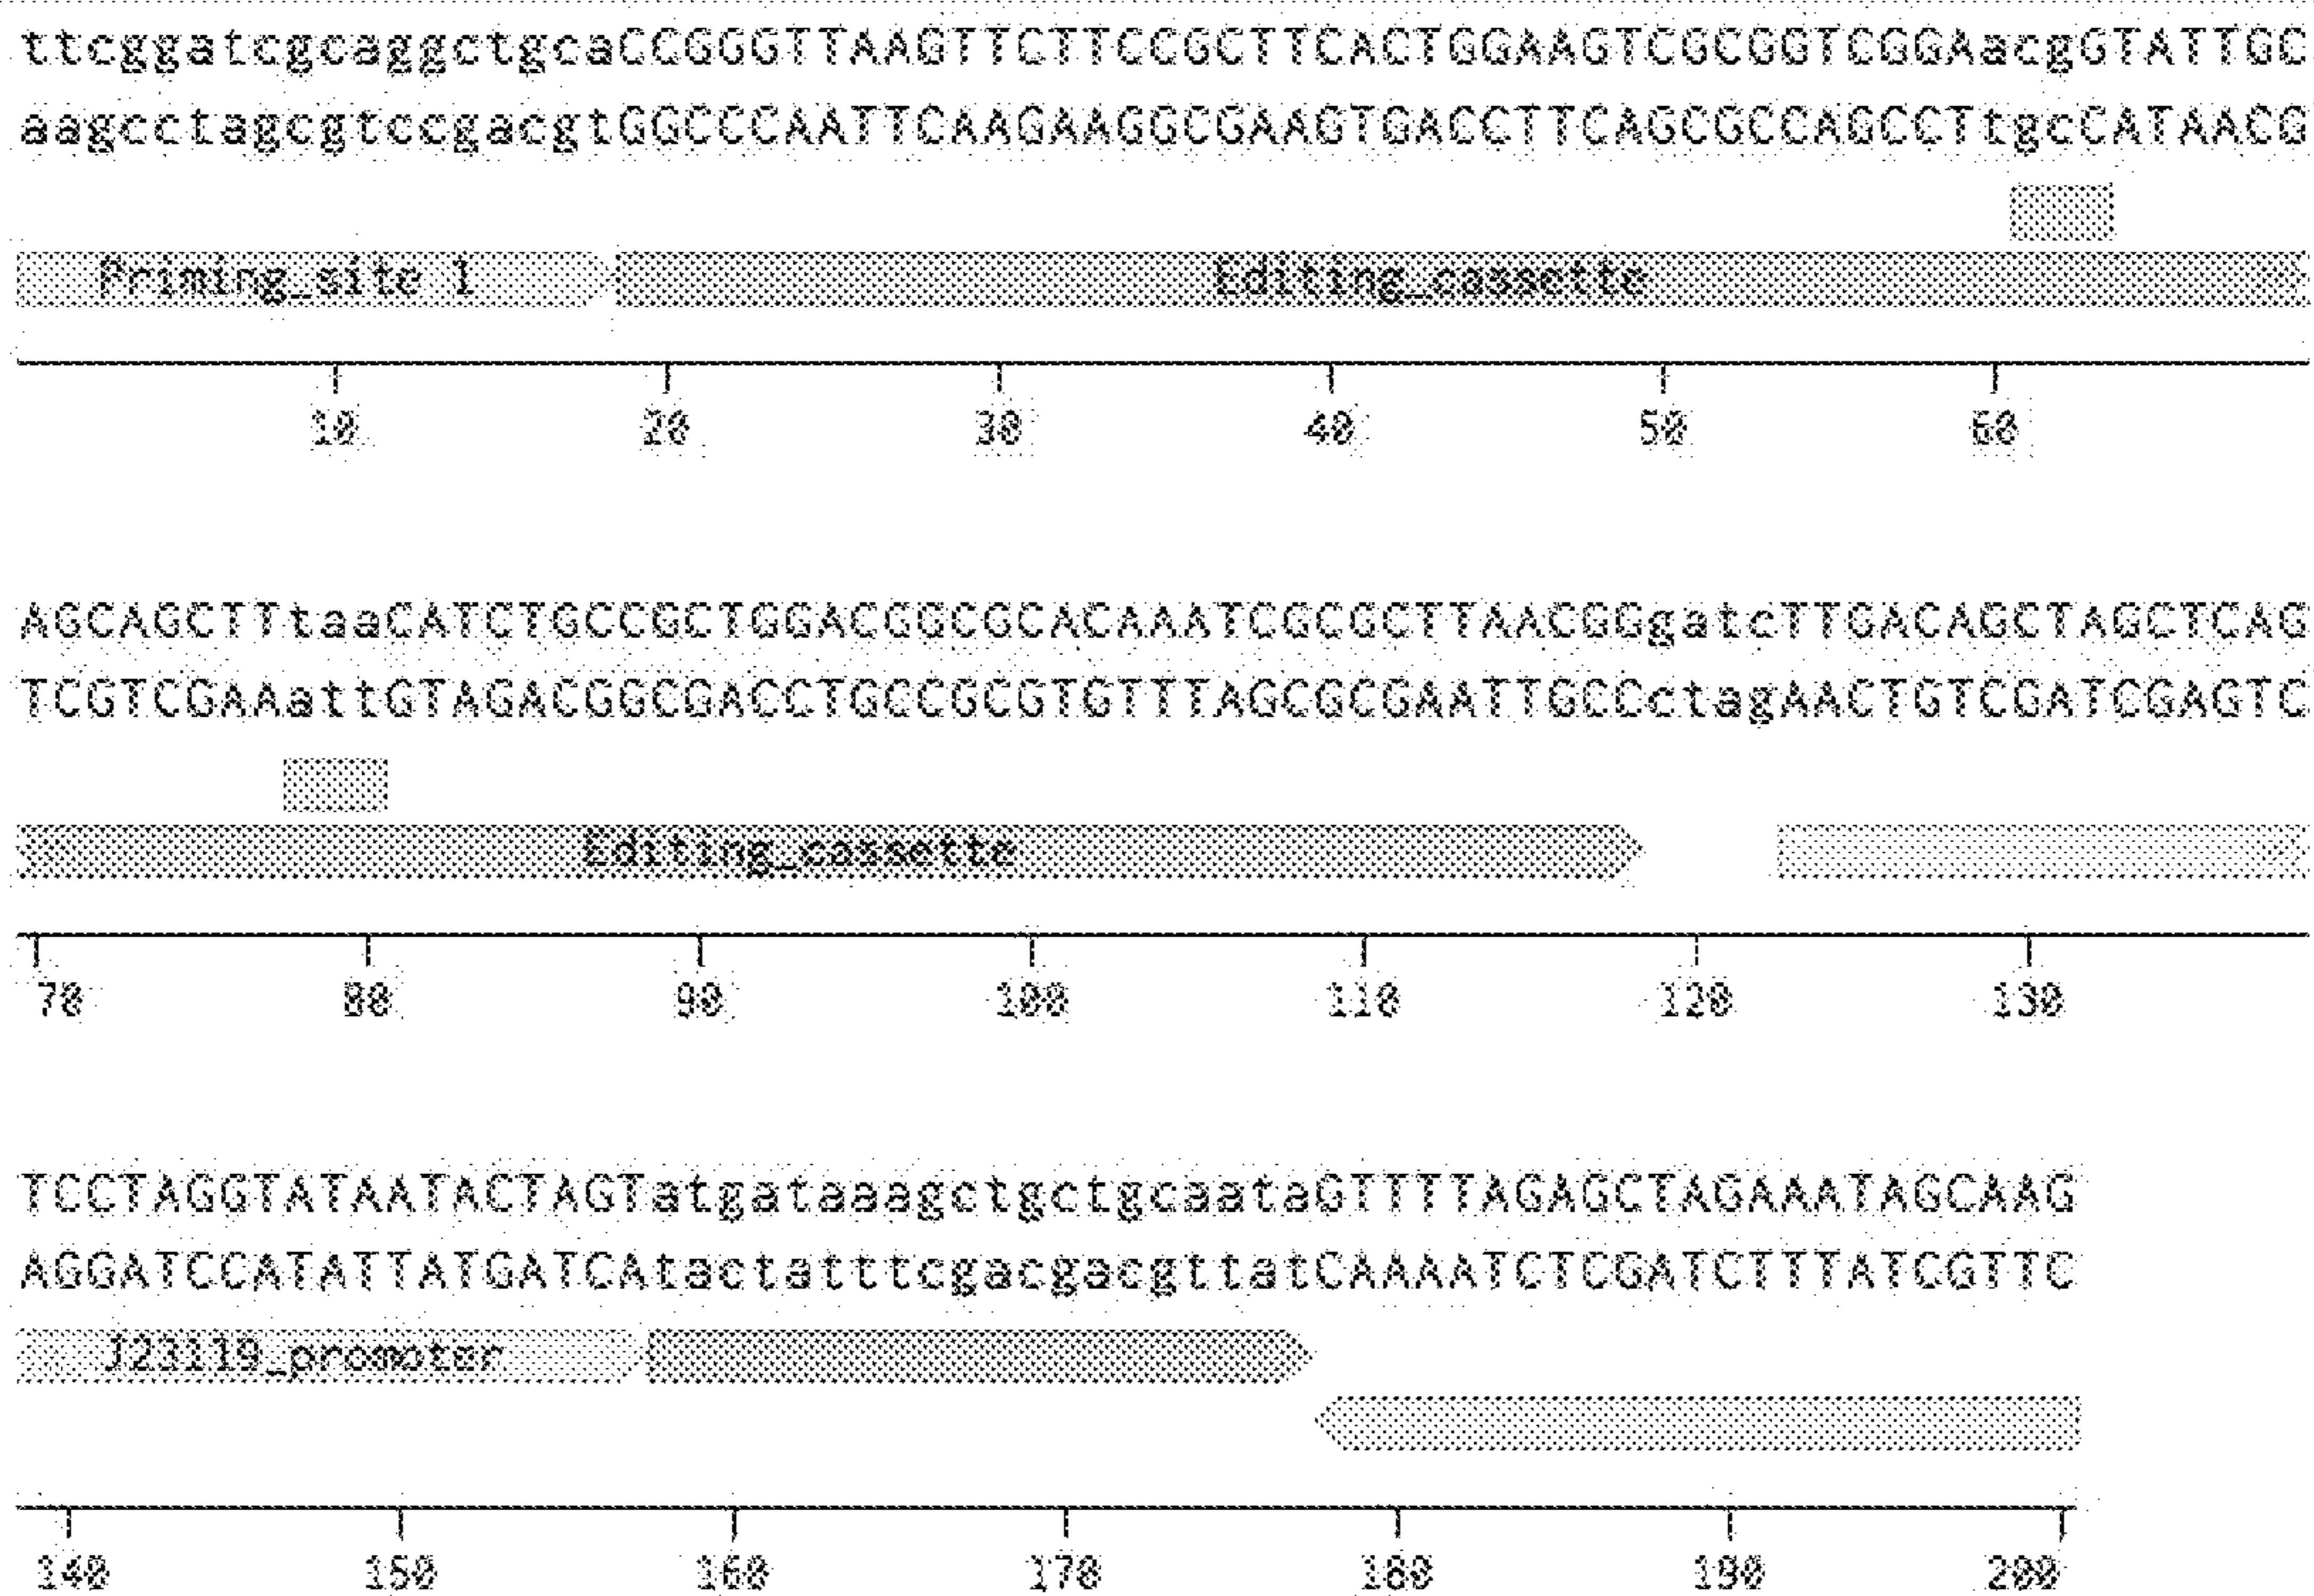 ttcggatcgcaggctgcaCCGGGTTAAGTTCTTCCGCTTCACTGGAAGTCGCGGTCGGAacgGTATTGC
aagcctagcgtccgacgtGGCCCAATTCAAGAAGGCGAAGTGACCTTCAGCGCCAGCCTtgcCATAACG
Priming_site 1 Editing_cassette
10 20 30 40 50 60
AGCAGCTTtaaCATCTGCCGCTGGACGGCGCACAAATCGCGCTTAACGGgatcTTGACAGCTAGCTCAG
TCGTCGAAattGTAGACGGCGACCTGCCGCGTGTTTAGCGCGAATTGCCctagAACTGTCGATCGAGTC
Editing_cassette
70 80 90 100 110 120 130
TCCTAGGTATAATACTAGTatgataaagctgctgcaataGTTTTAGAGCTAGAAATAGCAAG
AGGATCCATATTATGATCAtactatttcgacgacgttatCAAAATCTCGATCTTTATCGTTC
J23119_promoter
140 150 160 170 180 190 200